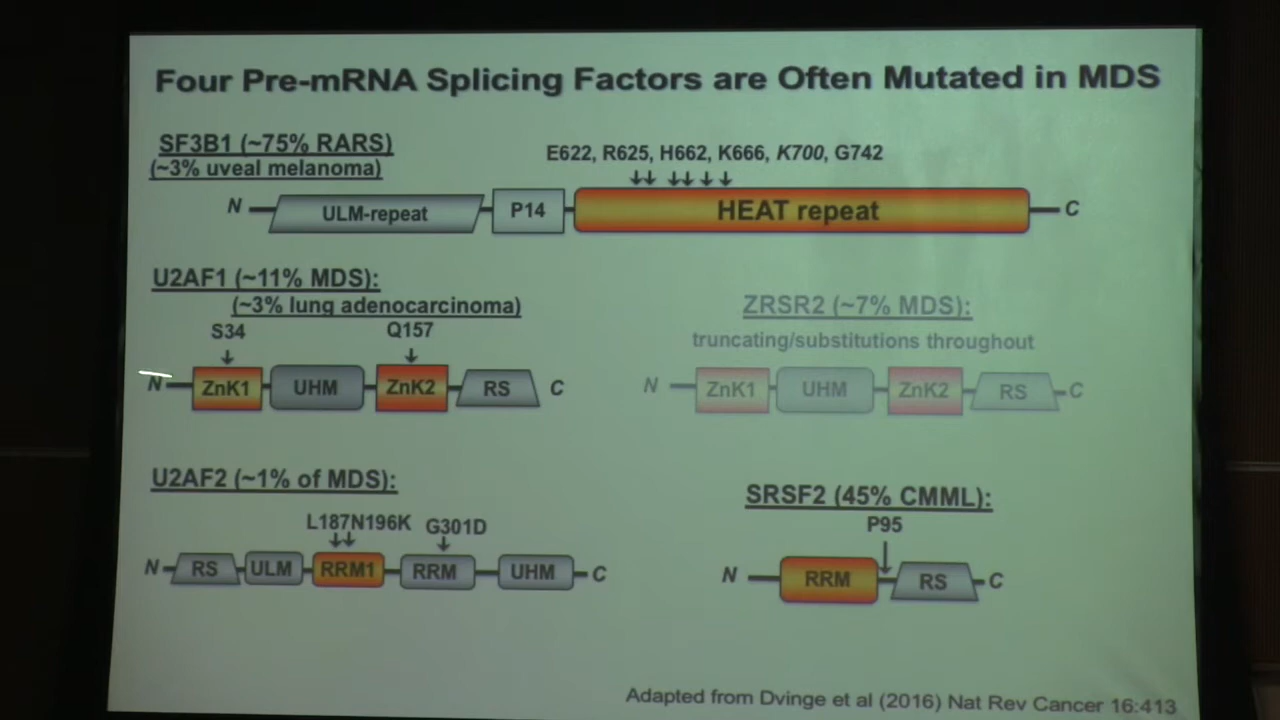 Four Pre-mRNA Splicing Factors are Often Mutated in MDS
SF3B1 (~75% RARS)
(~3% uveal melanoma)
E622, R625, H662, K666, K700, G742
N ULM-repeat P14 HEAT repeat C
U2AF1 (~11% MDS):
(~3% lung adenocarcinoma)
S34 Q157
N ZnK1 UHM ZnK2 RS C
ZRSR2 (~7% MDS):
truncating/substitutions throughout
N ZnK1 UHM ZnK2 RS C
U2AF2 (~1% of MDS):
L187N196K G301D
N RS ULM RRM1 RRM UHM C
SRSF2 (45% CMML):
P95
N RRM RS C
Adapted from Dvinge et al (2016) Nat Rev Cancer 16:413